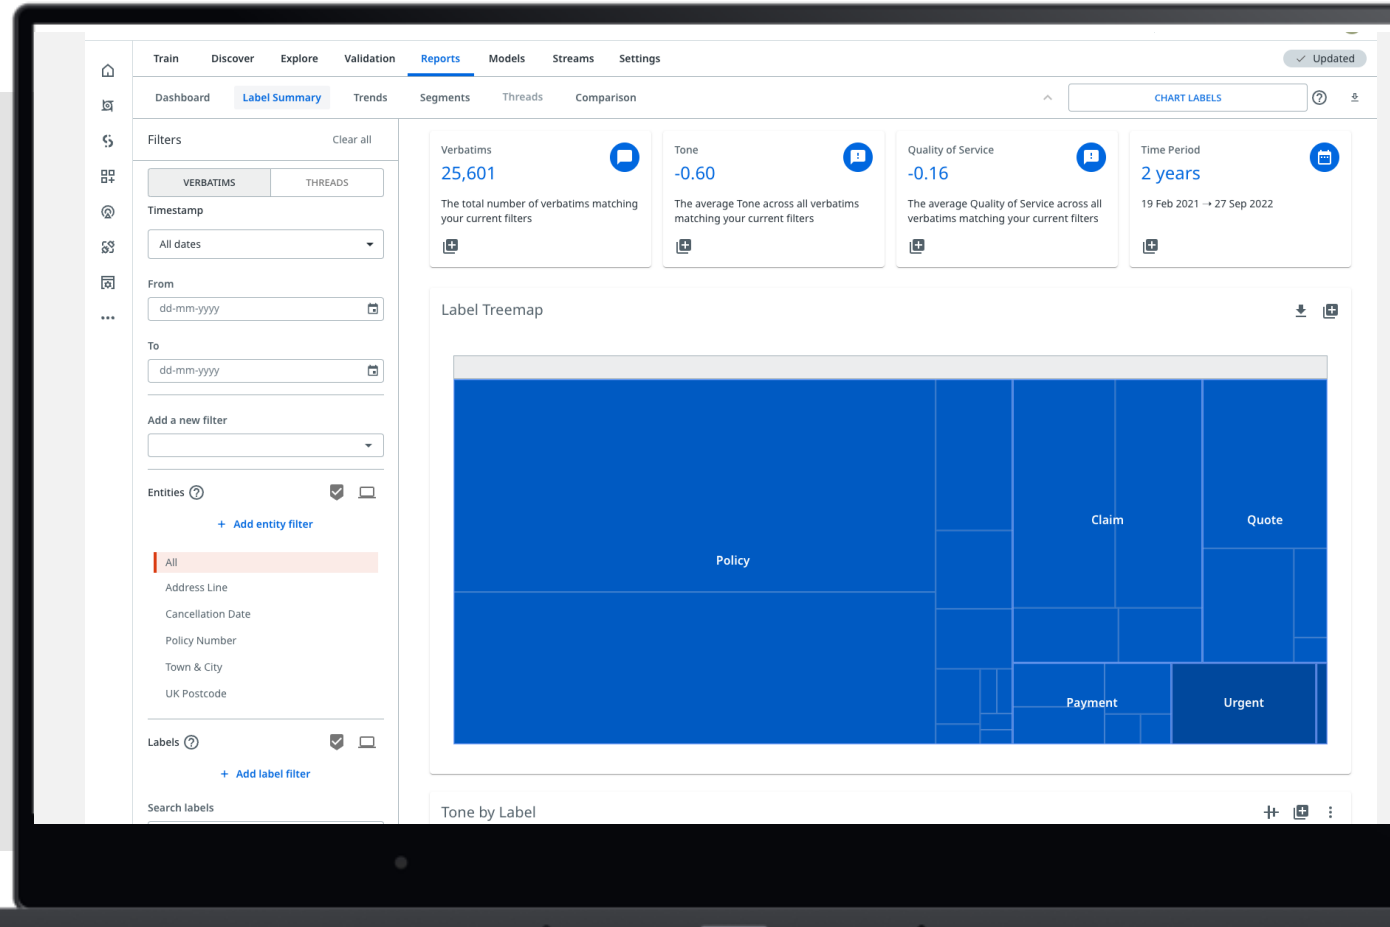 Train Discover Explore Validation Reports Models Streams Settings Updated
Dashboard Label Summary Trends Segments Threads Comparison CHART LABELS
Filters Clear all
VERBATIMS THREADS
Timestamp
All dates
From
dd-mm-yyyy
To
dd-mm-yyyy
Add a new filter
Entities
+ Add entity filter
All
Address Line
Cancellation Date
Policy Number
Town & City
UK Postcode
Labels
+ Add label filter
Search labels
Verbatims
25,601
The total number of verbatims matching
your current filters
Tone
-0.60
The average Tone across all verbatims
matching your current filters
Quality of Service
-0.16
The average Quality of Service across all
verbatims matching your current filters
Time Period
2 years
19 Feb 2021 → 27 Sep 2022
Label Treemap
Policy
Claim
Quote
Payment
Urgent
Tone by Label